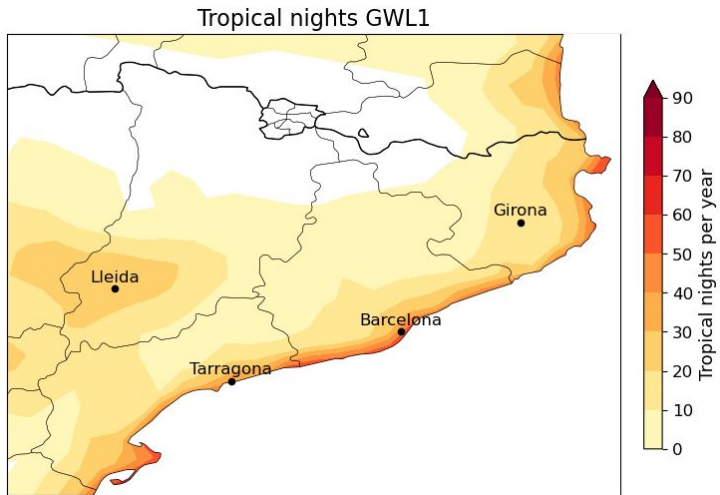 Tropical nights GWL1
Girona
Lleida
Barcelona
Tarragona
90
80
70
60
50
40
30
20
10
0
Tropical nights per year